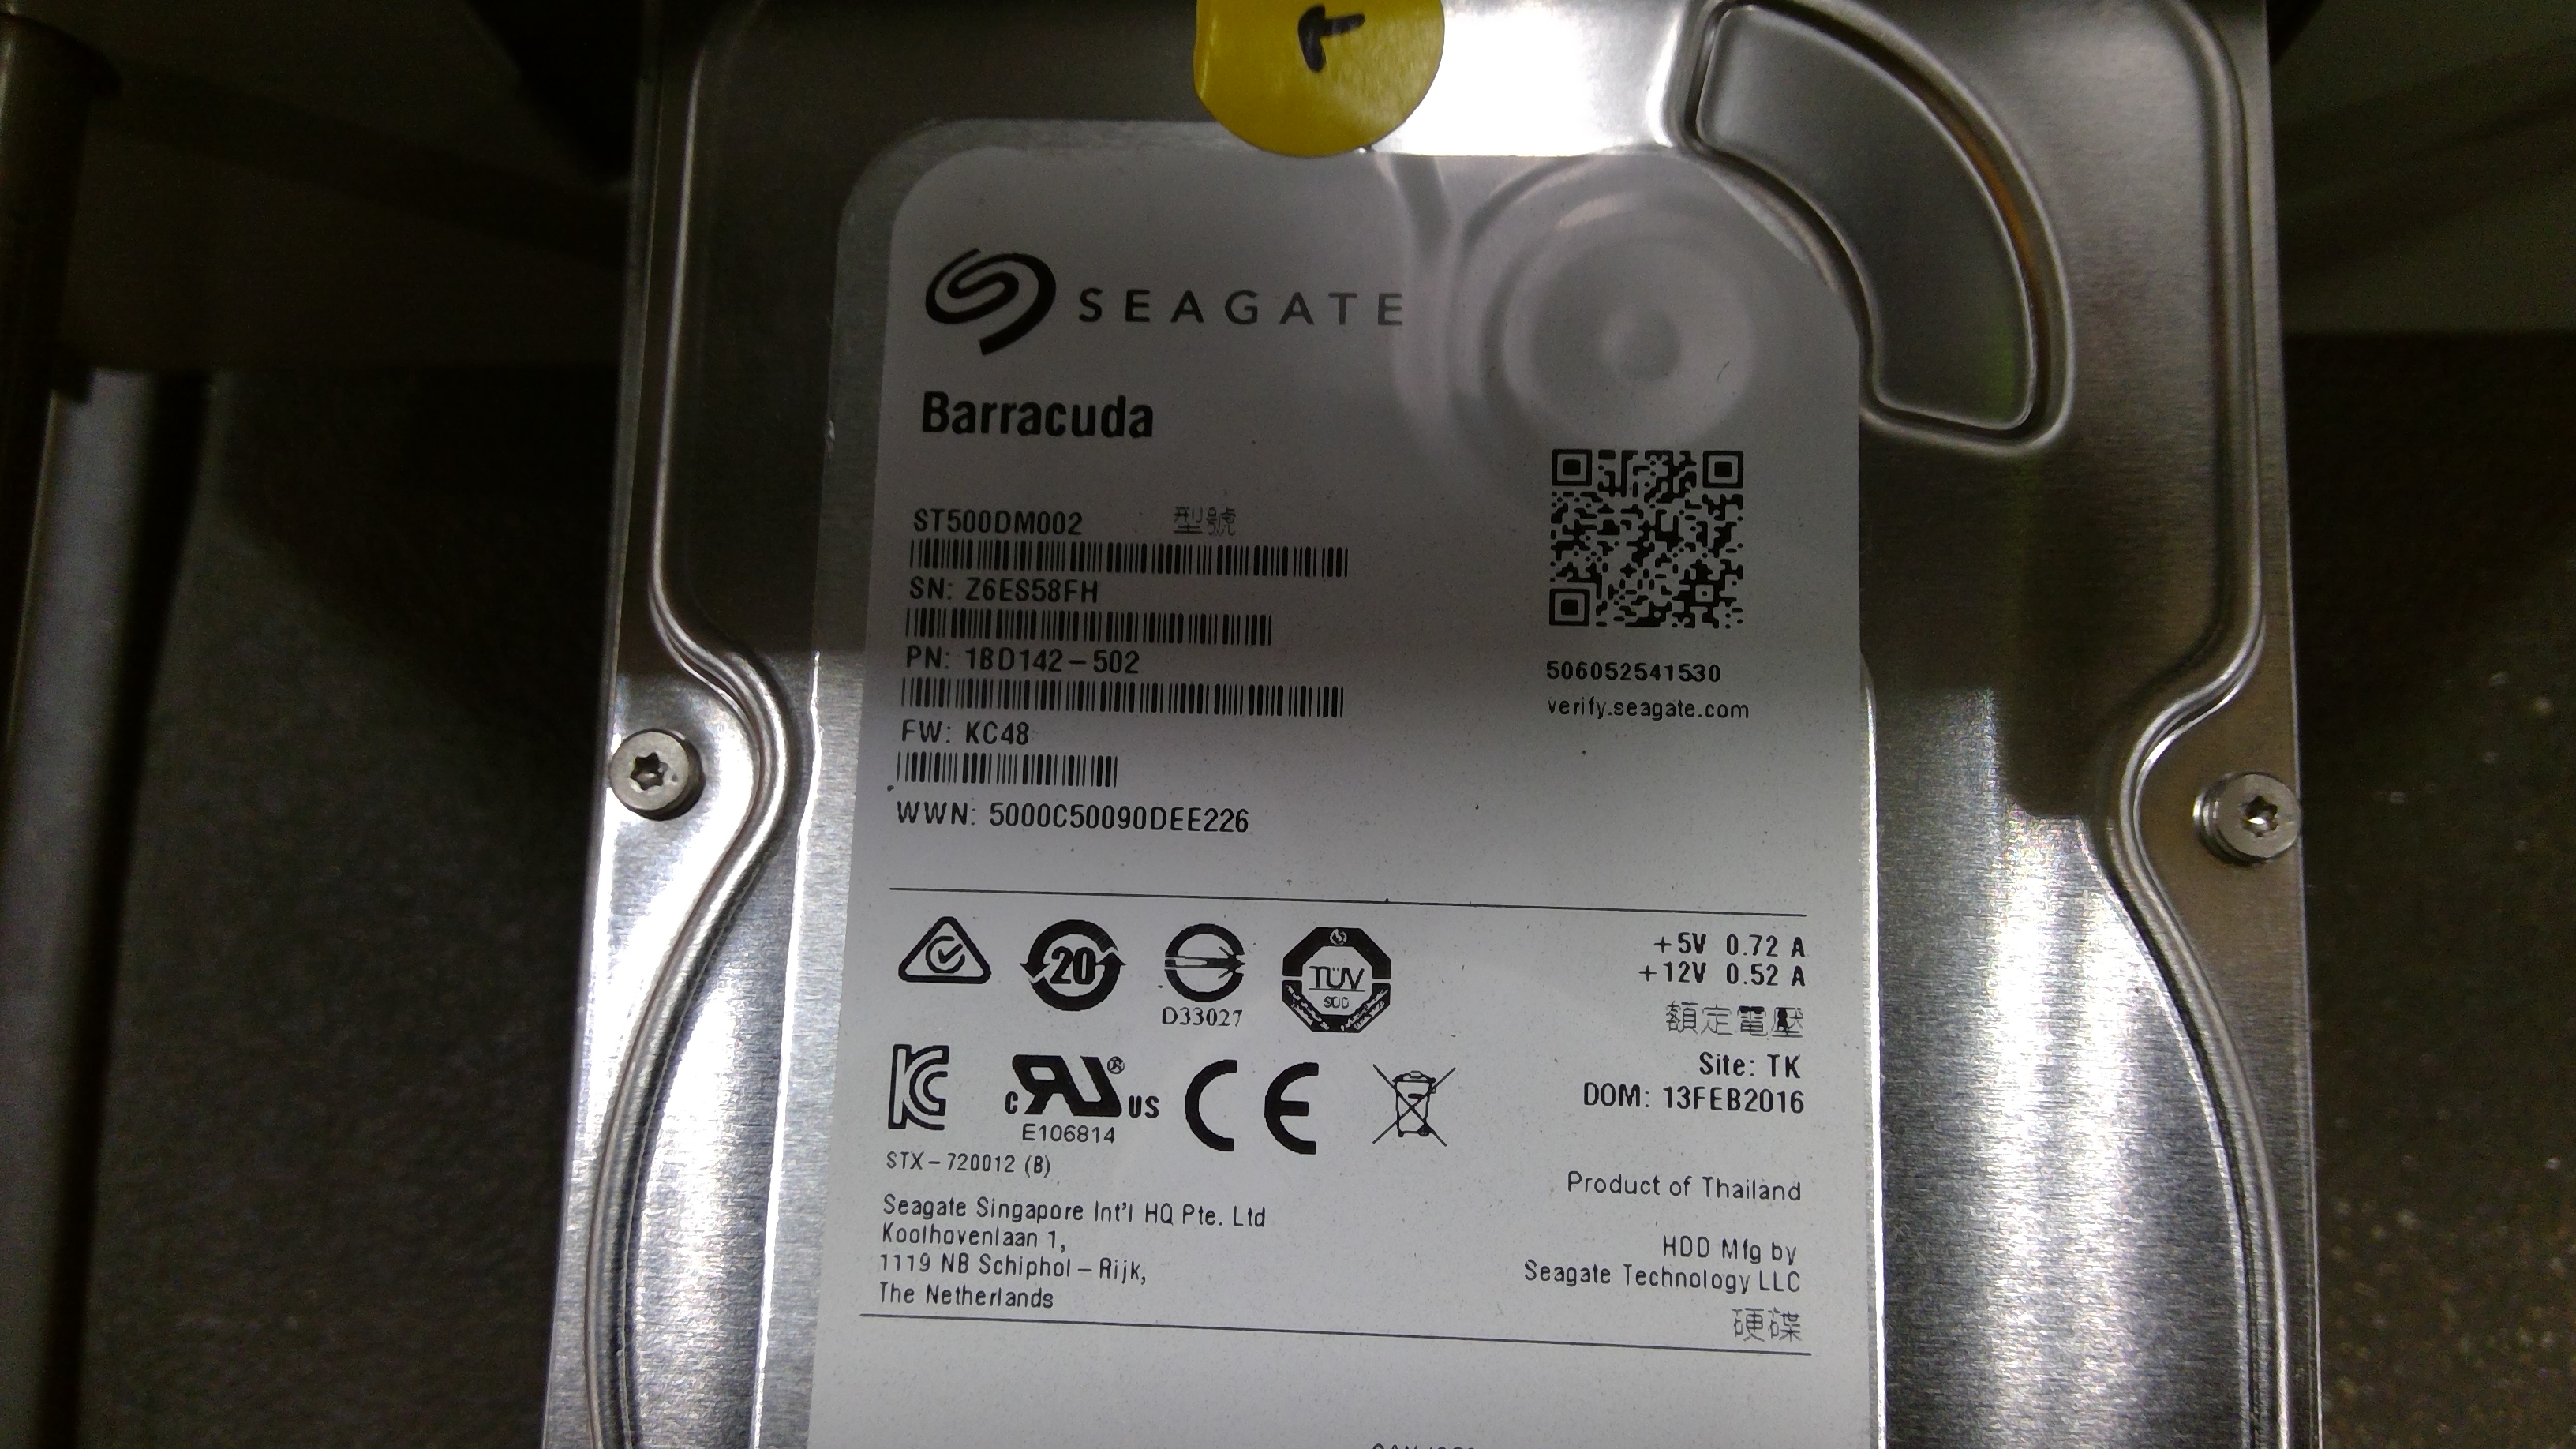 SEAGATE
Barracuda
ST500DM002 型號
SN: Z6ES58FH
PN: 1BD142-502
FW: KC48
WWN: 5000C50090DEE226
506052541530
verify.seagate.com
20
D33027
TÜV
SÜD
+5V 0.72 A
+12V 0.52 A
額定電壓
Site: TK
DOM: 13FEB2016
c RU ® US
E106814
CE
STX-720012 (B)
Seagate Singapore Int'l HQ Pte. Ltd
Koolhovenlaan 1,
1119 NB Schiphol-Rijk,
The Netherlands
Product of Thailand
HDD Mfg by
Seagate Technology LLC
硬碟